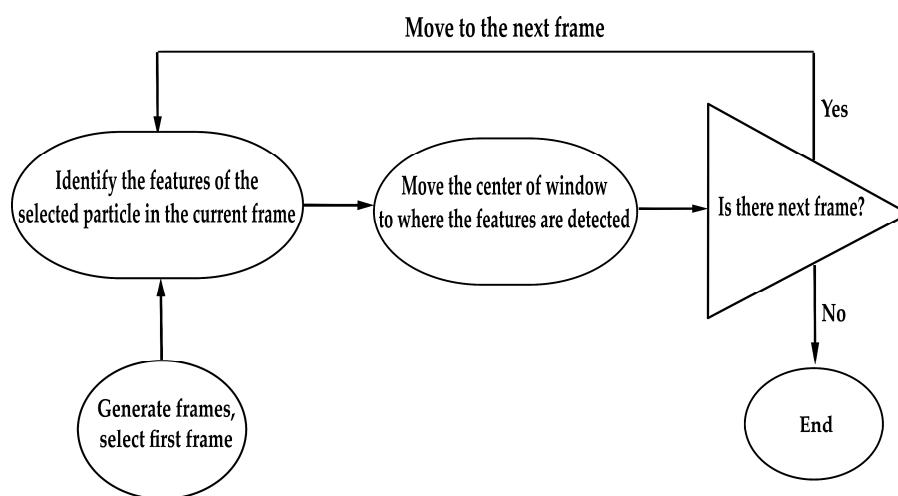 Move to the next frame
Yes
Identify the features of the
selected particle in the current frame
Move the center of window
to where the features are detected
Is there next frame?
No
Generate frames,
select first frame
End